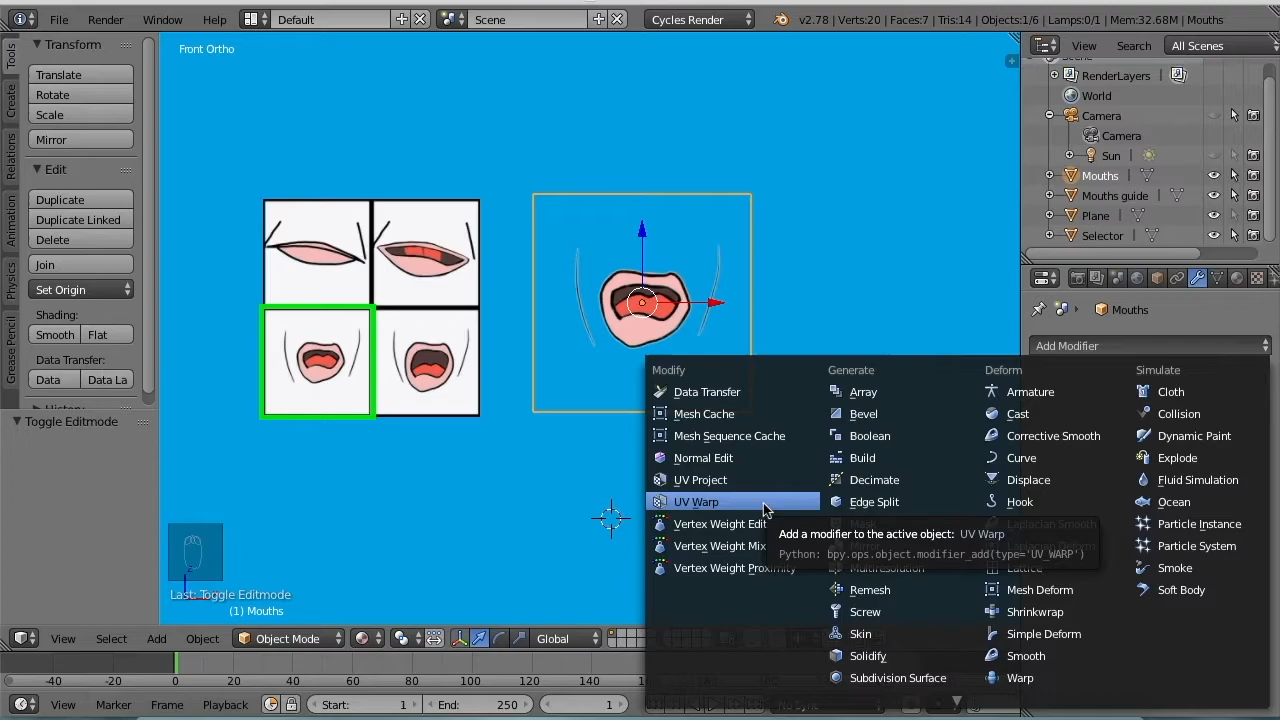 File Render Window Help Default Scene Cycles Render v2.78 | Verts:20 | Faces:7 | Tris:14 | Objects:1/6 | Lamps:0/1 | Mem:32.68M | Mouths
Tools
Create
Relations
Animation
Physics
Grease Pencil
Transform
Translate
Rotate
Scale
Mirror
Edit
Duplicate
Duplicate Linked
Delete
Join
Set Origin
Shading:
Smooth Flat
Data Transfer:
Data Data La
History
Toggle Editmode
Front Ortho
Last: Toggle Editmode
(1) Mouths
View Search All Scenes
Scene
RenderLayers
World
Camera
Camera
Sun
Mouths
Mouths guide
Plane
Selector
Mouths
Add Modifier
Modify
Data Transfer
Mesh Cache
Mesh Sequence Cache
Normal Edit
UV Project
UV Warp
Vertex Weight Edit
Vertex Weight Mix
Vertex Weight Proximity
Generate
Array
Bevel
Boolean
Build
Decimate
Edge Split
Mask
Multiresolution
Remesh
Screw
Skin
Solidify
Subdivision Surface
Deform
Armature
Cast
Corrective Smooth
Curve
Displace
Hook
Laplacian Smooth
Lattice
Mesh Deform
Shrinkwrap
Simple Deform
Smooth
Warp
Simulate
Cloth
Collision
Dynamic Paint
Explode
Fluid Simulation
Ocean
Particle Instance
Particle System
Smoke
Soft Body
Add a modifier to the active object: UV Warp
Python: bpy.ops.object.modifier_add(type='UV_WARP')
View Select Add Object Object Mode Global
-40 -20 0 20 40 60 80 100 120 140
View Marker Frame Playback Start: 1 End: 250 1 No Sync